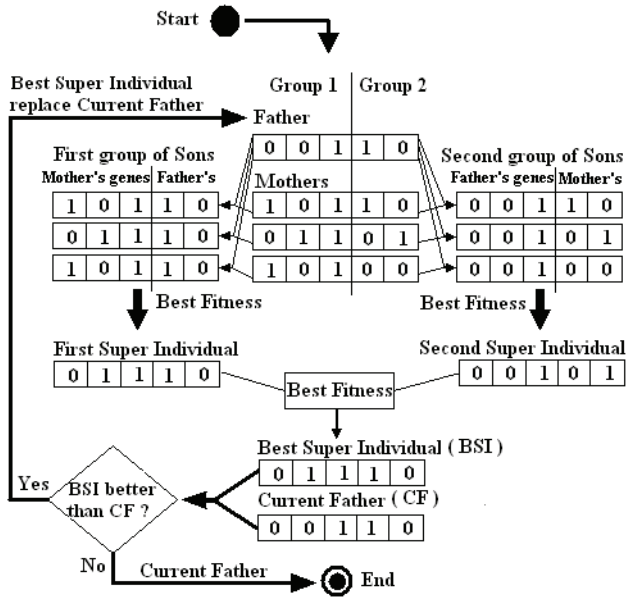 Start
Best Super Individual
replace Current Father
Group 1 Group 2
Father
0 0 1 1 0
First group of Sons
Mother's genes Father's
1 0 1 1 0
0 1 1 1 0
1 0 1 1 0
Mothers
1 0 1 1 0
0 1 1 0 1
1 0 1 0 0
Second group of Sons
Father's genes Mother's
0 0 1 1 0
0 0 1 0 1
0 0 1 0 0
Best Fitness
Best Fitness
First Super Individual
0 1 1 1 0
Second Super Individual
0 0 1 0 1
Best Fitness
Best Super Individual ( BSI )
0 1 1 1 0
Current Father ( CF )
0 0 1 1 0
Yes
BSI better
than CF ?
No
Current Father
End